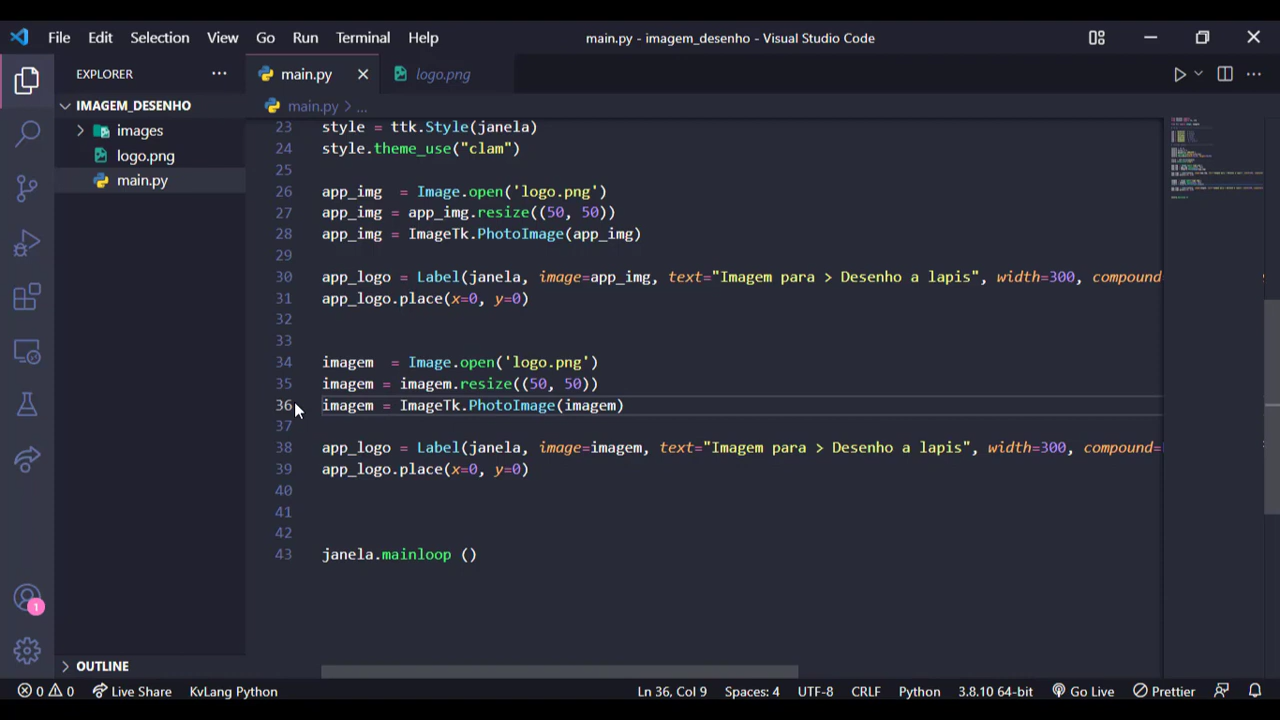 File Edit Selection View Go Run Terminal Help main.py - imagem_desenho - Visual Studio Code
EXPLORER ··· main.py logo.png
IMAGEM_DESENHO main.py > ...
images
logo.png
main.py
23 style = ttk.Style(janela)
24 style.theme_use("clam")
25
26 app_img  = Image.open('logo.png')
27 app_img = app_img.resize((50, 50))
28 app_img = ImageTk.PhotoImage(app_img)
29
30 app_logo = Label(janela, image=app_img, text="Imagem para > Desenho a lapis", width=300, compound=
31 app_logo.place(x=0, y=0)
32
33
34 imagem  = Image.open('logo.png')
35 imagem = imagem.resize((50, 50))
36 imagem = ImageTk.PhotoImage(imagem)
37
38 app_logo = Label(janela, image=imagem, text="Imagem para > Desenho a lapis", width=300, compound=
39 app_logo.place(x=0, y=0)
40
41
42
43 janela.mainloop ()
1
OUTLINE
0 0 Live Share KvLang Python Ln 36, Col 9 Spaces: 4 UTF-8 CRLF Python 3.8.10 64-bit Go Live Prettier